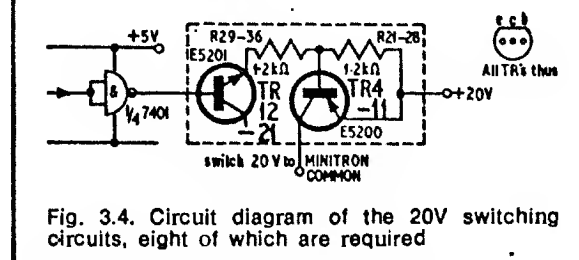 e c b
All TR's thus
+5V
R29-36
R21-28
E5201
1·2kΩ
1·2kΩ
&
¼ 7401
TR
12
-21
TR4
-11
+20V
E5200
switch 20V to MINITRON
COMMON
Fig. 3.4. Circuit diagram of the 20V switching
circuits, eight of which are required